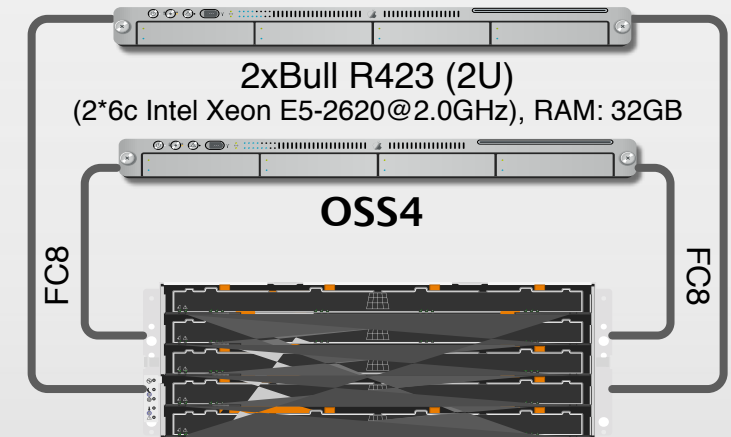 2xBull R423 (2U)
(2*6c Intel Xeon E5-2620@2.0GHz), RAM: 32GB
OSS4
FC8
FC8